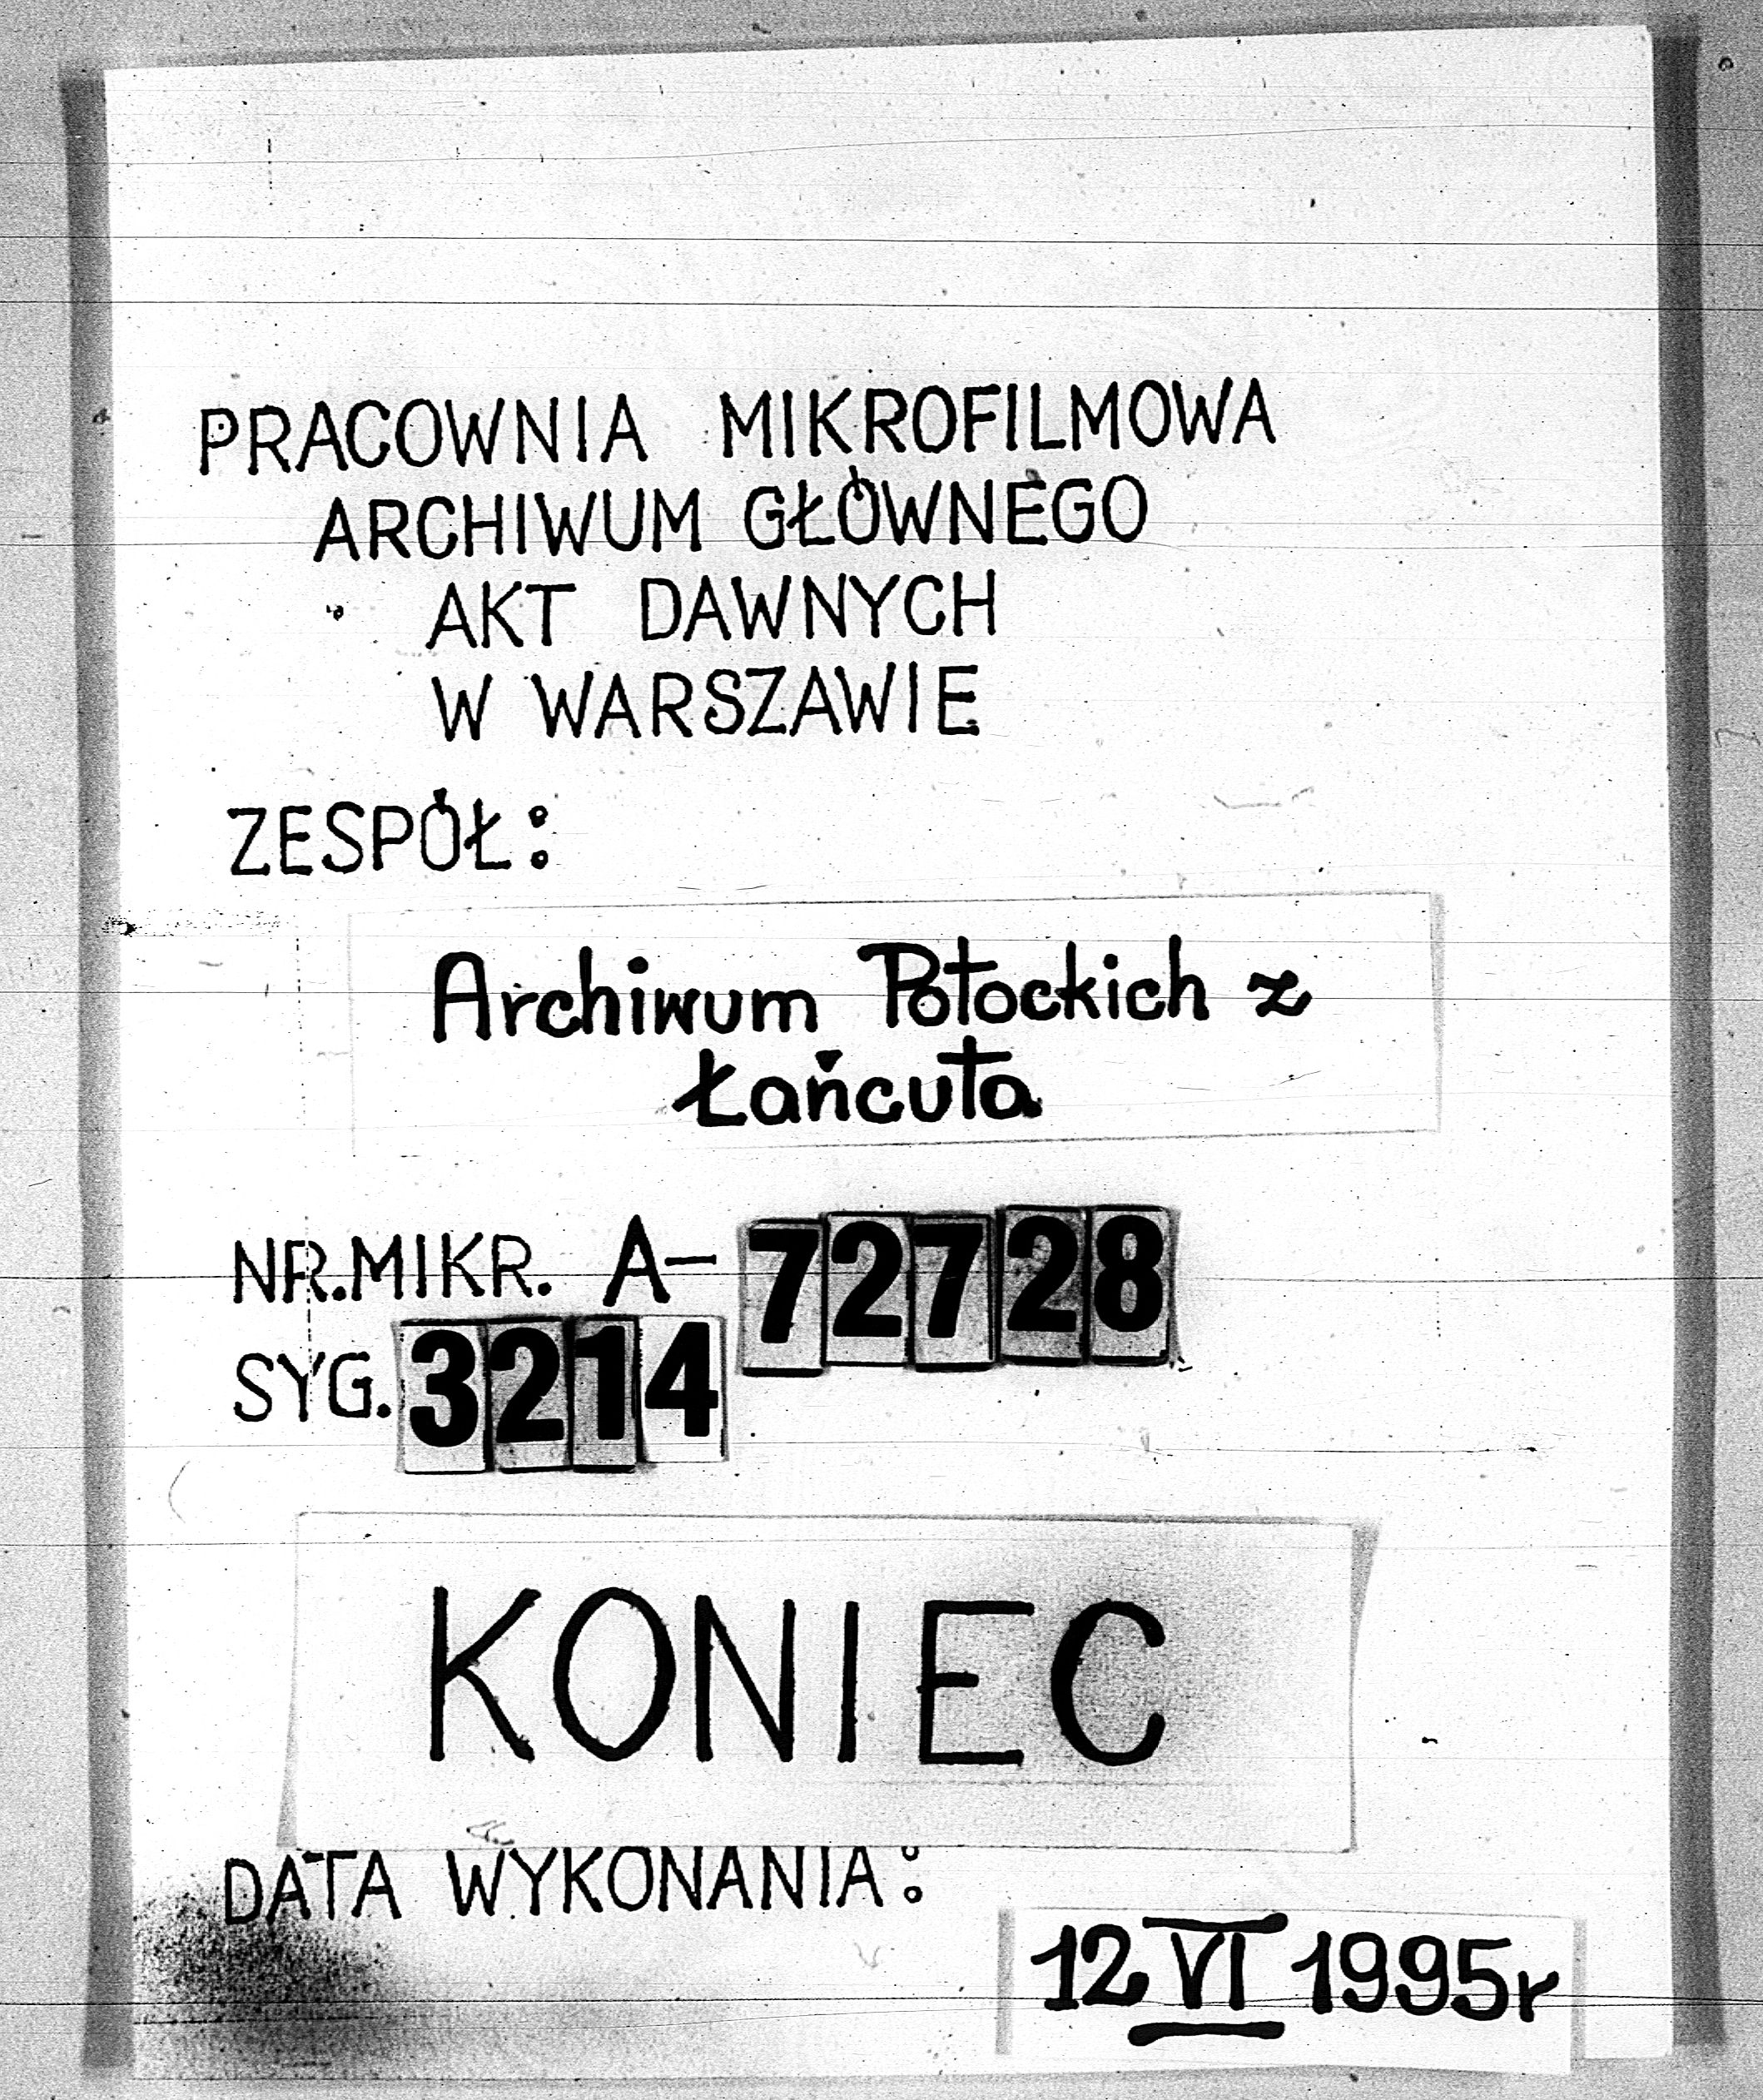 PRACOWNIA MIKROFILMOWA
ARCHIWUM GŁÓWNEGO
AKT DAWNYCH
W WARSZAWIE
ZESPÓŁ:
Archiwum Potockich z
Łańcuta
NR.MIKR. A-72728
SYG. 3214
KONIEC
DATA WYKONANIA:
12 VI 1995r